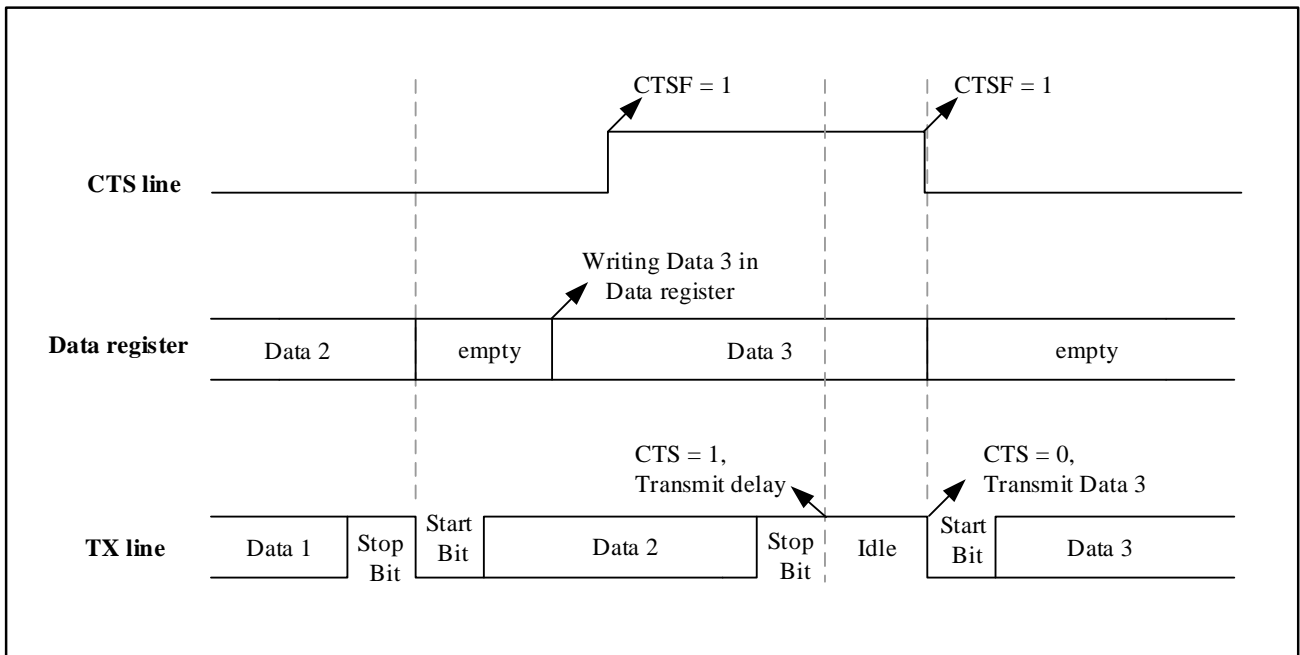 CTSF = 1
CTSF = 1
CTS line
Writing Data 3 in
Data register
Data register
Data 2
empty
Data 3
empty
CTS = 1,
Transmit delay
CTS = 0,
Transmit Data 3
TX line
Data 1
Stop
Bit
Start
Bit
Data 2
Stop
Bit
Idle
Start
Bit
Data 3